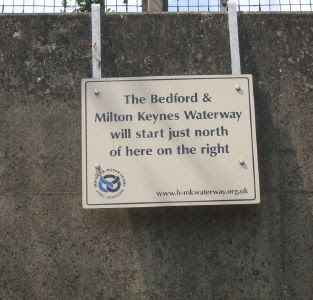 The Bedford &
Milton Keynes Waterway
will start just north
of here on the right
www.b-mkwaterway.org.uk